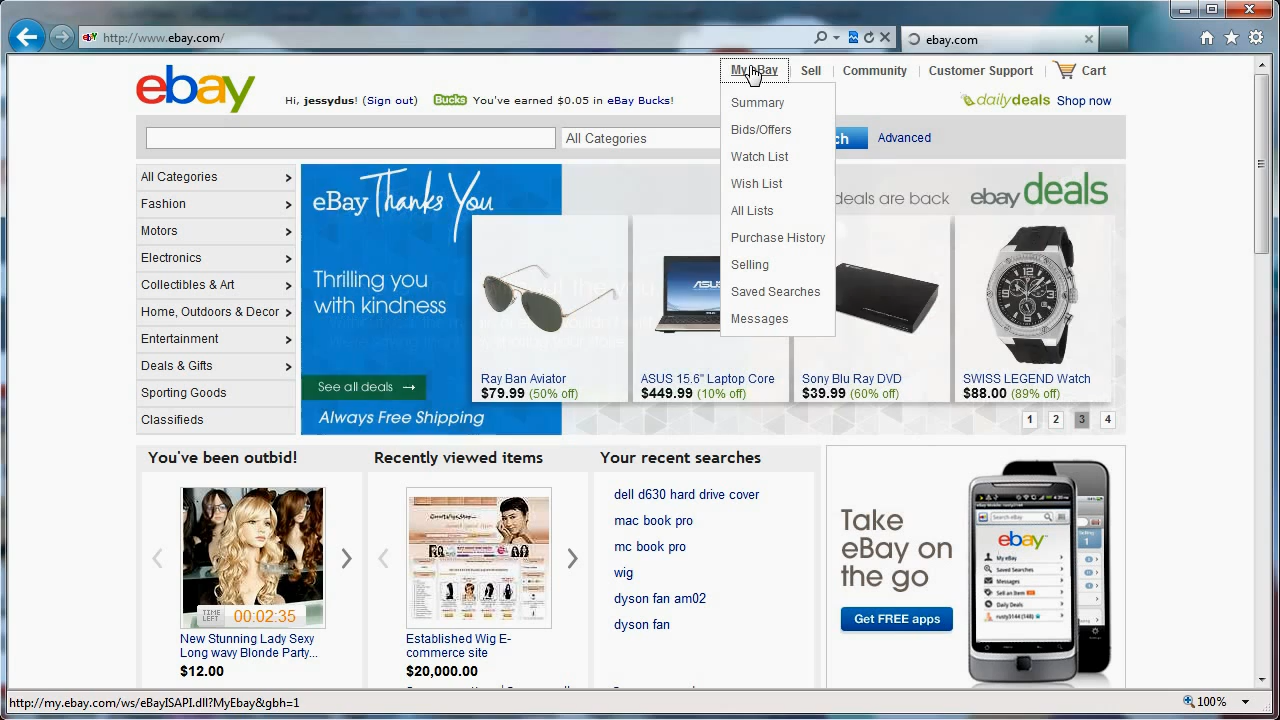 http://www.ebay.com/
ebay.com
My eBay
Sell
Community
Customer Support
Cart
ebay
Hi, jessydus! (Sign out)
Bucks You've earned $0.05 in eBay Bucks!
dailydeals Shop now
All Categories
ch
Advanced
Summary
Bids/Offers
Watch List
Wish List
All Lists
Purchase History
Selling
Saved Searches
Messages
All Categories
Fashion
Motors
Electronics
Collectibles & Art
Home, Outdoors & Decor
Entertainment
Deals & Gifts
Sporting Goods
Classifieds
eBay Thanks You
Thrilling you
with kindness
See all deals →
Always Free Shipping
deals are back
ebay deals
ASUS
Ray Ban Aviator
$79.99 (50% off)
ASUS 15.6" Laptop Core
$449.99 (10% off)
Sony Blu Ray DVD
$39.99 (60% off)
SWISS LEGEND Watch
$88.00 (89% off)
1 2 3 4
You've been outbid!
TIME LEFT 00:02:35
New Stunning Lady Sexy
Long wavy Blonde Party...
$12.00
Recently viewed items
Established Wig E-
commerce site
$20,000.00
Your recent searches
dell d630 hard drive cover
mac book pro
mc book pro
wig
dyson fan am02
dyson fan
Take
eBay on
the go
Get FREE apps
Search eBay
ebay
My eBay
Saved Searches
Messages
Sell an Item
Daily Deals
Selling
1
http://my.ebay.com/ws/eBayISAPI.dll?MyEbay&gbh=1
100%